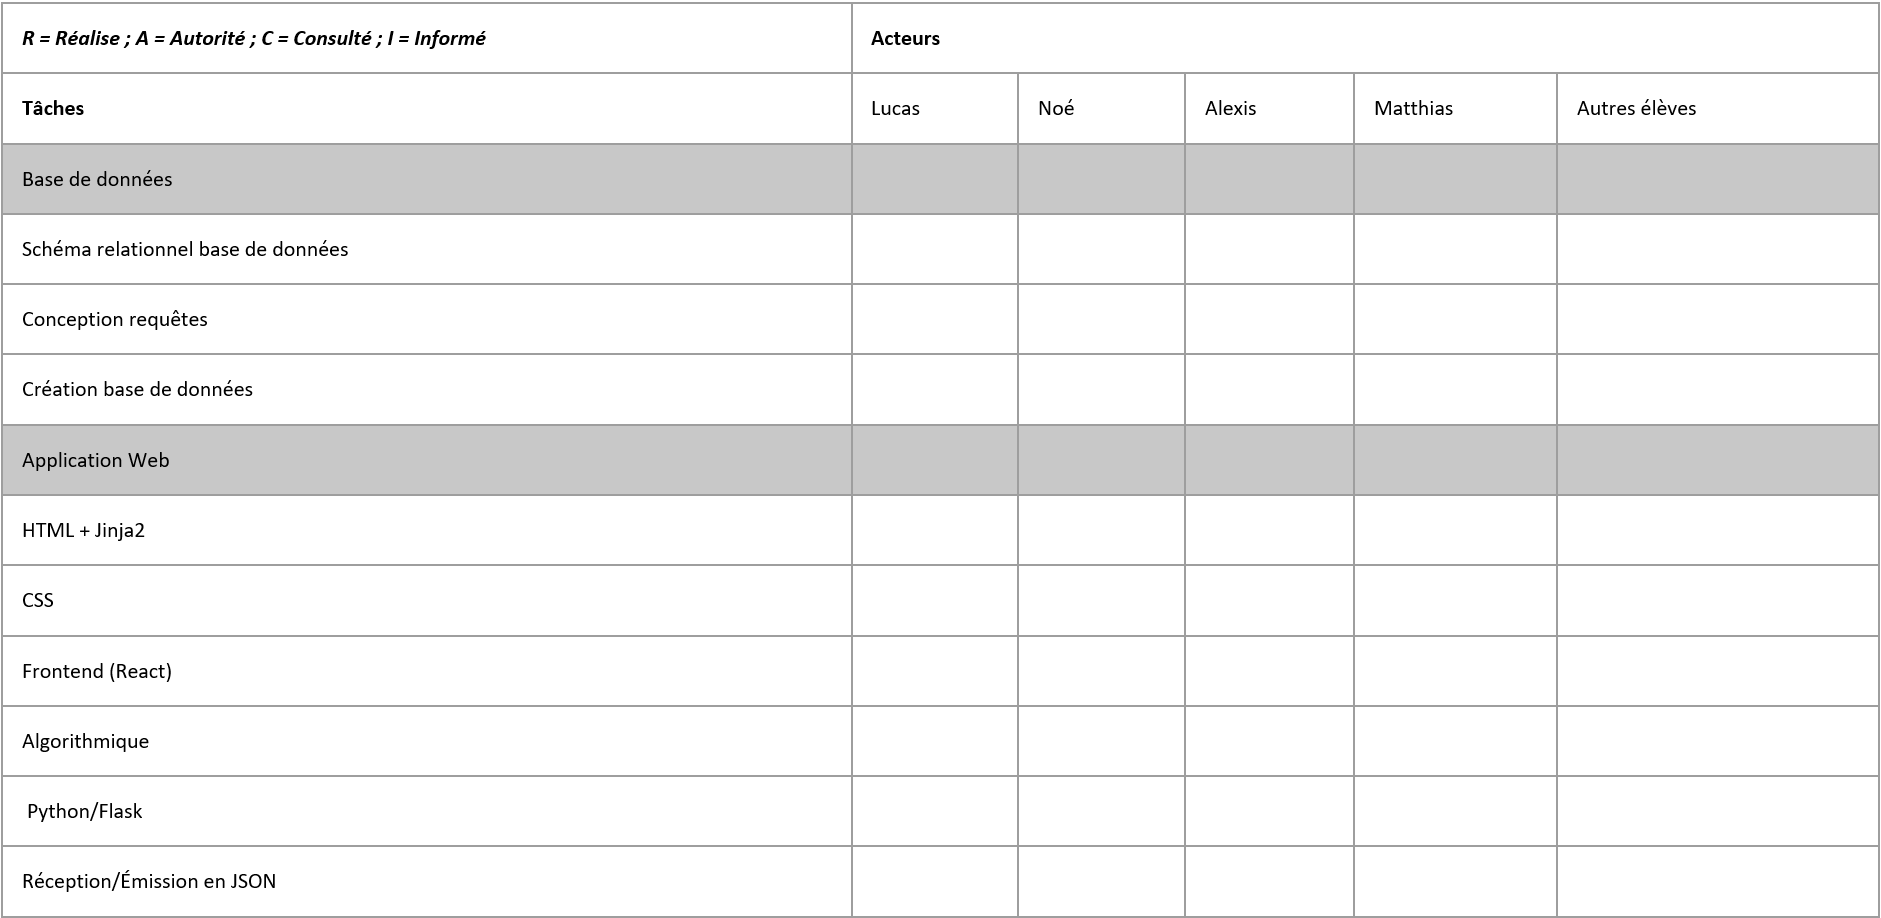 R = Réalise ; A = Autorité ; C = Consulté ; I = Informé
Acteurs
Tâches
Lucas
Noé
Alexis
Matthias
Autres élèves
Base de données
Schéma relationnel base de données
Conception requêtes
Création base de données
Application Web
HTML + Jinja2
CSS
Frontend (React)
Algorithmique
Python/Flask
Réception/Émission en JSON